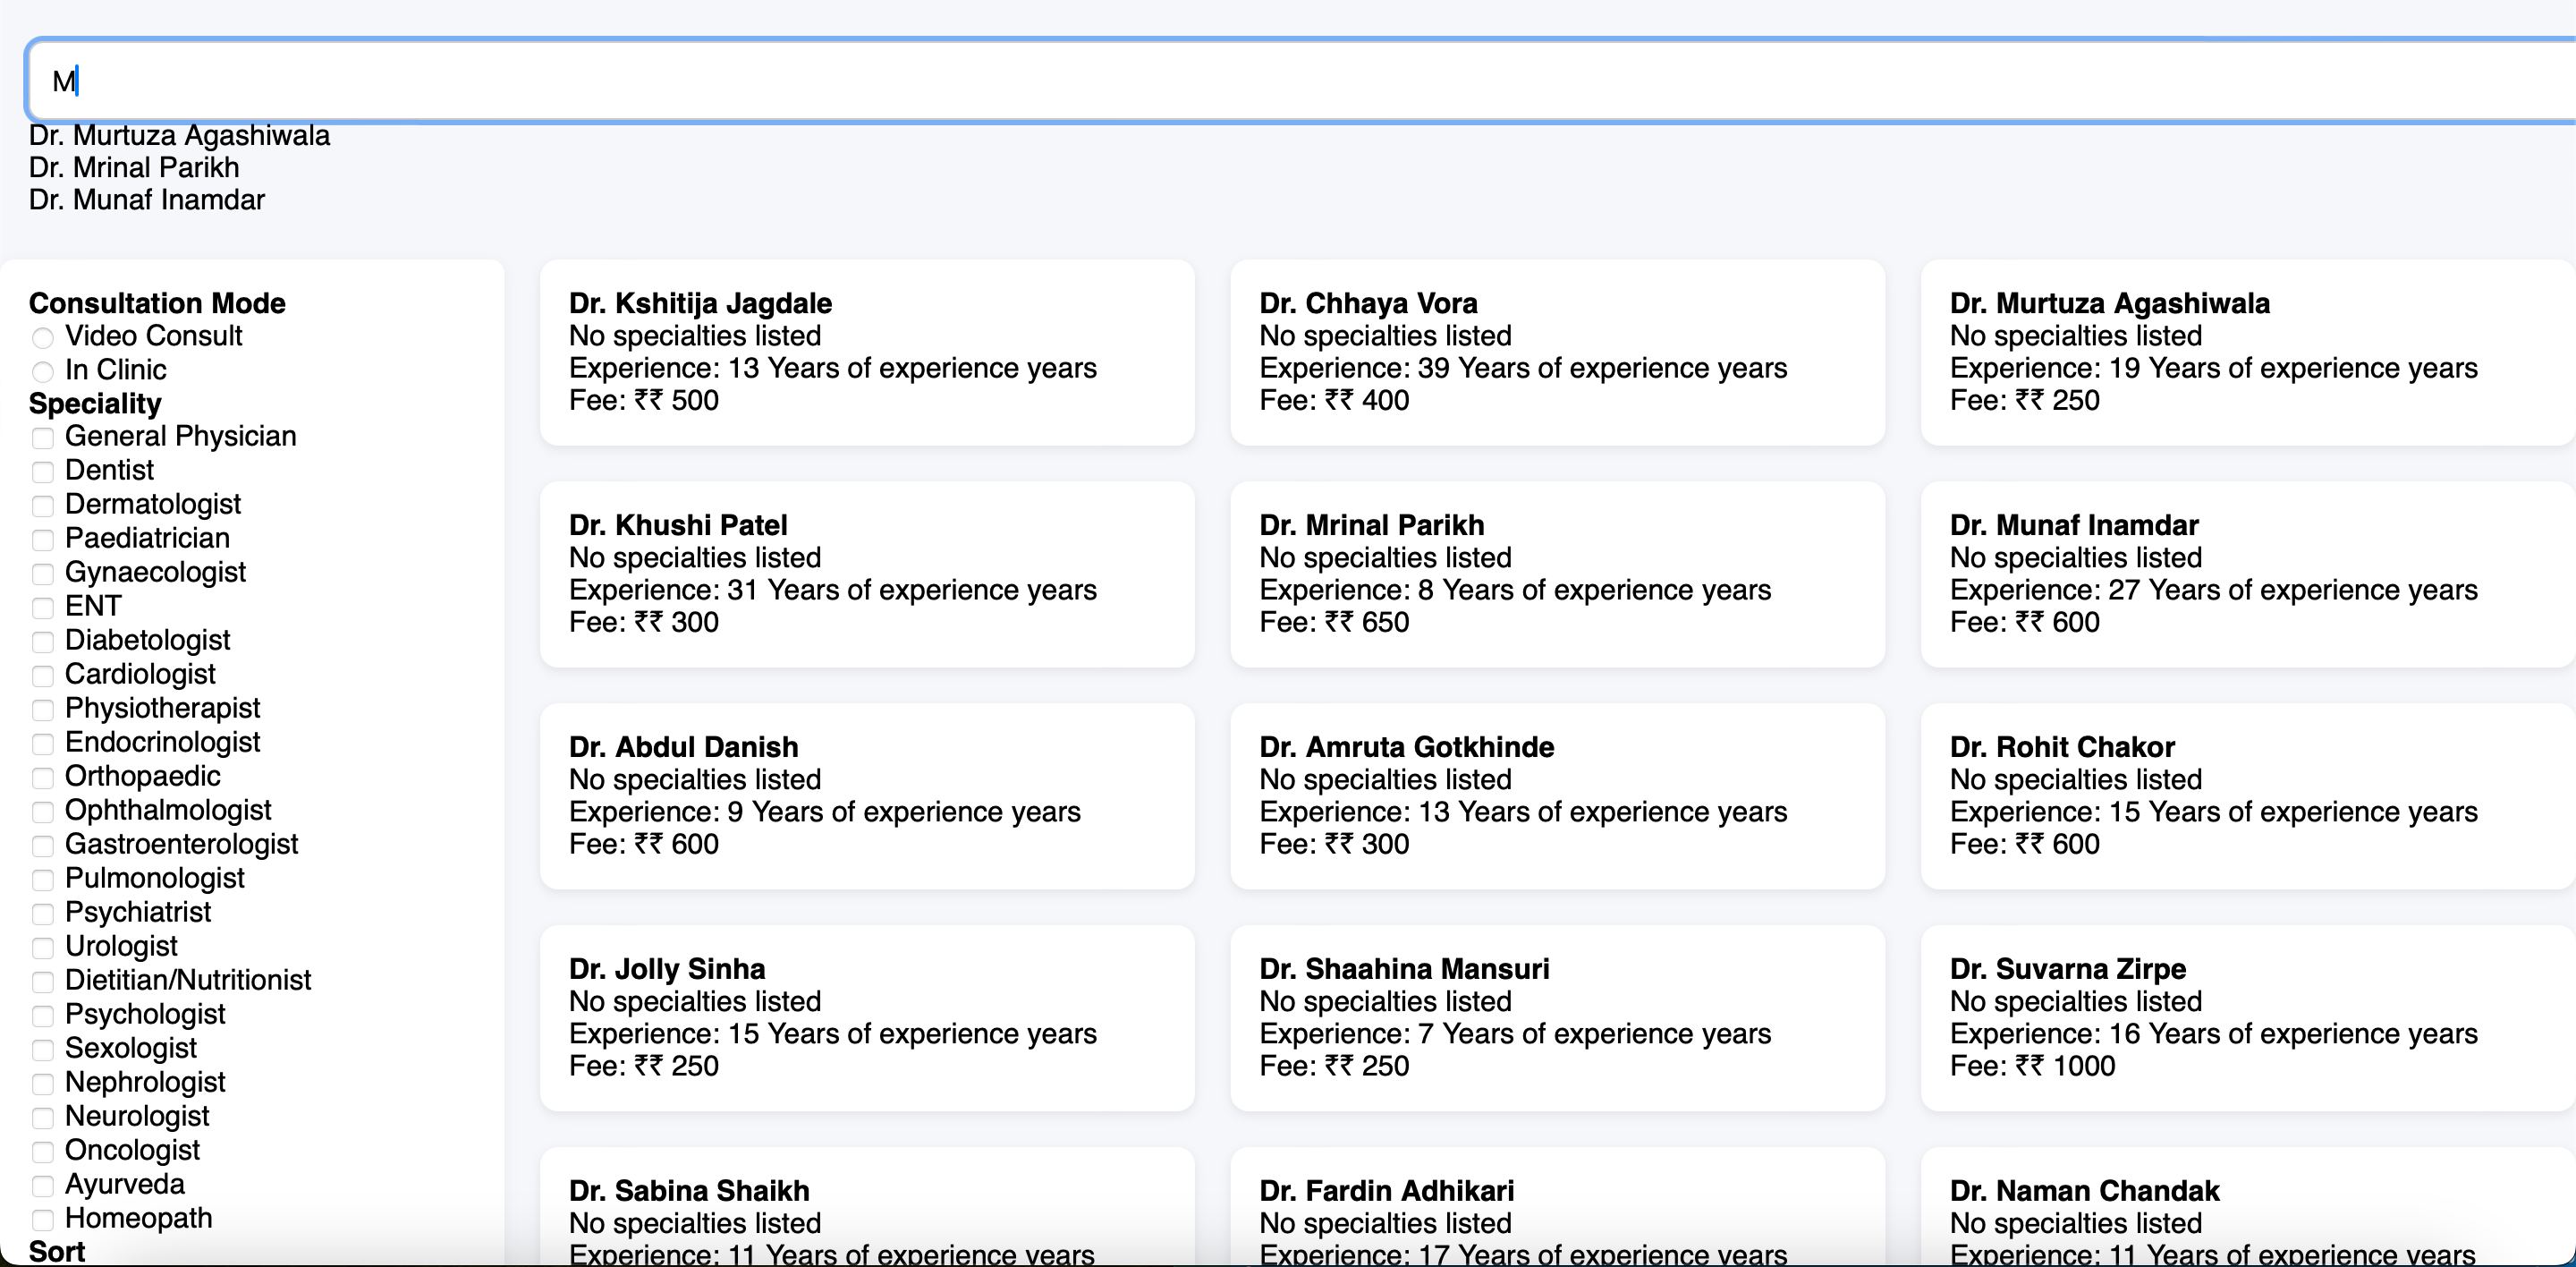 M
Dr. Murtuza Agashiwala
Dr. Mrinal Parikh
Dr. Munaf Inamdar
Consultation Mode
Video Consult
In Clinic
Speciality
General Physician
Dentist
Dermatologist
Paediatrician
Gynaecologist
ENT
Diabetologist
Cardiologist
Physiotherapist
Endocrinologist
Orthopaedic
Ophthalmologist
Gastroenterologist
Pulmonologist
Psychiatrist
Urologist
Dietitian/Nutritionist
Psychologist
Sexologist
Nephrologist
Neurologist
Oncologist
Ayurveda
Homeopath
Sort
Dr. Kshitija Jagdale
No specialties listed
Experience: 13 Years of experience years
Fee: ₹₹ 500
Dr. Chhaya Vora
No specialties listed
Experience: 39 Years of experience years
Fee: ₹₹ 400
Dr. Murtuza Agashiwala
No specialties listed
Experience: 19 Years of experience years
Fee: ₹₹ 250
Dr. Khushi Patel
No specialties listed
Experience: 31 Years of experience years
Fee: ₹₹ 300
Dr. Mrinal Parikh
No specialties listed
Experience: 8 Years of experience years
Fee: ₹₹ 650
Dr. Munaf Inamdar
No specialties listed
Experience: 27 Years of experience years
Fee: ₹₹ 600
Dr. Abdul Danish
No specialties listed
Experience: 9 Years of experience years
Fee: ₹₹ 600
Dr. Amruta Gotkhinde
No specialties listed
Experience: 13 Years of experience years
Fee: ₹₹ 300
Dr. Rohit Chakor
No specialties listed
Experience: 15 Years of experience years
Fee: ₹₹ 600
Dr. Jolly Sinha
No specialties listed
Experience: 15 Years of experience years
Fee: ₹₹ 250
Dr. Shaahina Mansuri
No specialties listed
Experience: 7 Years of experience years
Fee: ₹₹ 250
Dr. Suvarna Zirpe
No specialties listed
Experience: 16 Years of experience years
Fee: ₹₹ 1000
Dr. Sabina Shaikh
No specialties listed
Experience: 11 Years of experience years
Dr. Fardin Adhikari
No specialties listed
Experience: 17 Years of experience years
Dr. Naman Chandak
No specialties listed
Experience: 11 Years of experience years